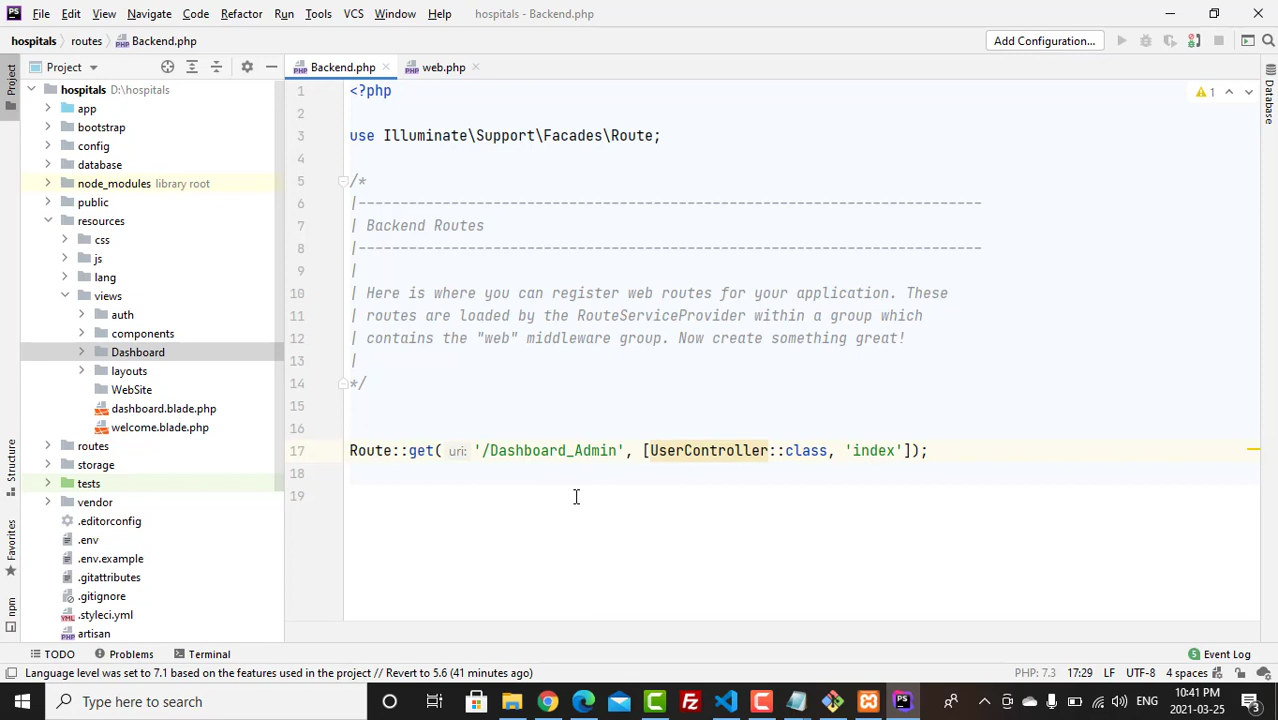 PS File Edit View Navigate Code Refactor Run Tools VCS Window Help hospitals - Backend.php
hospitals routes Backend.php Add Configuration...
Project Backend.php web.php
hospitals D:\hospitals
app
bootstrap
config
database
node_modules library root
public
resources
css
js
lang
views
auth
components
Dashboard
layouts
WebSite
dashboard.blade.php
welcome.blade.php
routes
storage
tests
vendor
.editorconfig
.env
.env.example
.gitattributes
.gitignore
.styleci.yml
artisan
Project
Structure
Favorites
npm
1 <?php
2
3 use Illuminate\Support\Facades\Route;
4
5 /*
6 |--------------------------------------------------------------------------
7 | Backend Routes
8 |--------------------------------------------------------------------------
9 |
10 | Here is where you can register web routes for your application. These
11 | routes are loaded by the RouteServiceProvider within a group which
12 | contains the "web" middleware group. Now create something great!
13 |
14 */
15
16
17 Route::get( uri: '/Dashboard_Admin', [UserController::class, 'index']);
18
19
1
Database
TODO Problems Terminal 5 Event Log
Language level was set to 7.1 based on the features used in the project // Revert to 5.6 (41 minutes ago) PHP: 7.3 17:29 LF UTF-8 4 spaces
Type here to search ENG 10:41 PM
2021-03-25 3